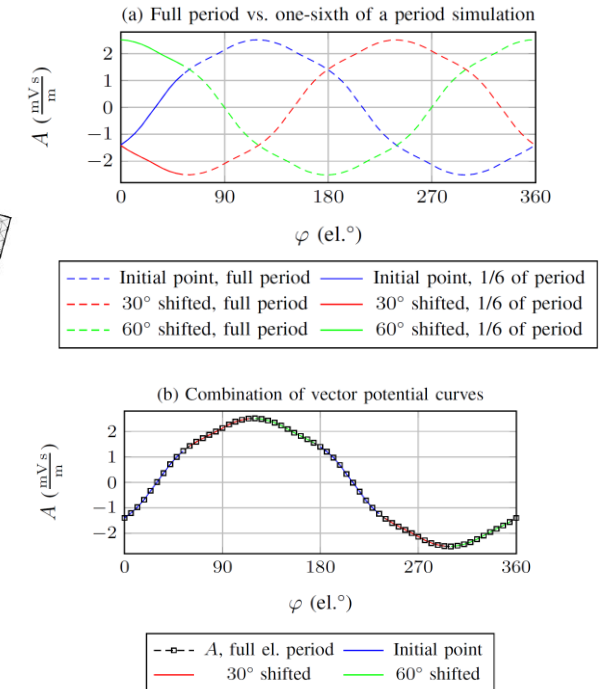 (a) Full period vs. one-sixth of a period simulation
2
1
0
−1
−2
A (mV s/m)
0 90 180 270 360
φ (el.°)
Initial point, full period Initial point, 1/6 of period
30° shifted, full period 30° shifted, 1/6 of period
60° shifted, full period 60° shifted, 1/6 of period
(b) Combination of vector potential curves
2
1
0
−1
−2
A (mV s/m)
0 90 180 270 360
φ (el.°)
A, full el. period Initial point
30° shifted 60° shifted